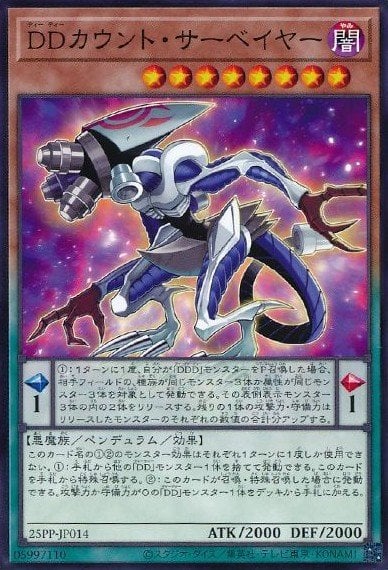 ディー ディー
DDカウント・サーベイヤー
闇
①：1ターンに1度、自分が「DDD」モンスターをP召喚した場合、
相手フィールドの、種族が同じモンスター3体か属性が同じモン
スター3体を対象として発動できる。その表側表示モンスター
3体の内の2体をリリースする。残りの1体の攻撃力・守備力は
リリースしたモンスターのそれぞれの数値の合計分アップする。
1
1
【悪魔族／ペンデュラム／効果】
このカード名の①②のモンスター効果はそれぞれ1ターンに1度しか使用で
きない。①：手札から他の「DD」モンスター1体を捨てて発動できる。このカード
を手札から特殊召喚する。②：このカードが召喚・特殊召喚した場合に発動
できる。攻撃力か守備力が0の「DD」モンスター1体をデッキから手札に加える。
25PP-JP014
ATK/2000 DEF/2000
05997110
©スタジオ・ダイス／集英社・テレビ東京・KONAMI